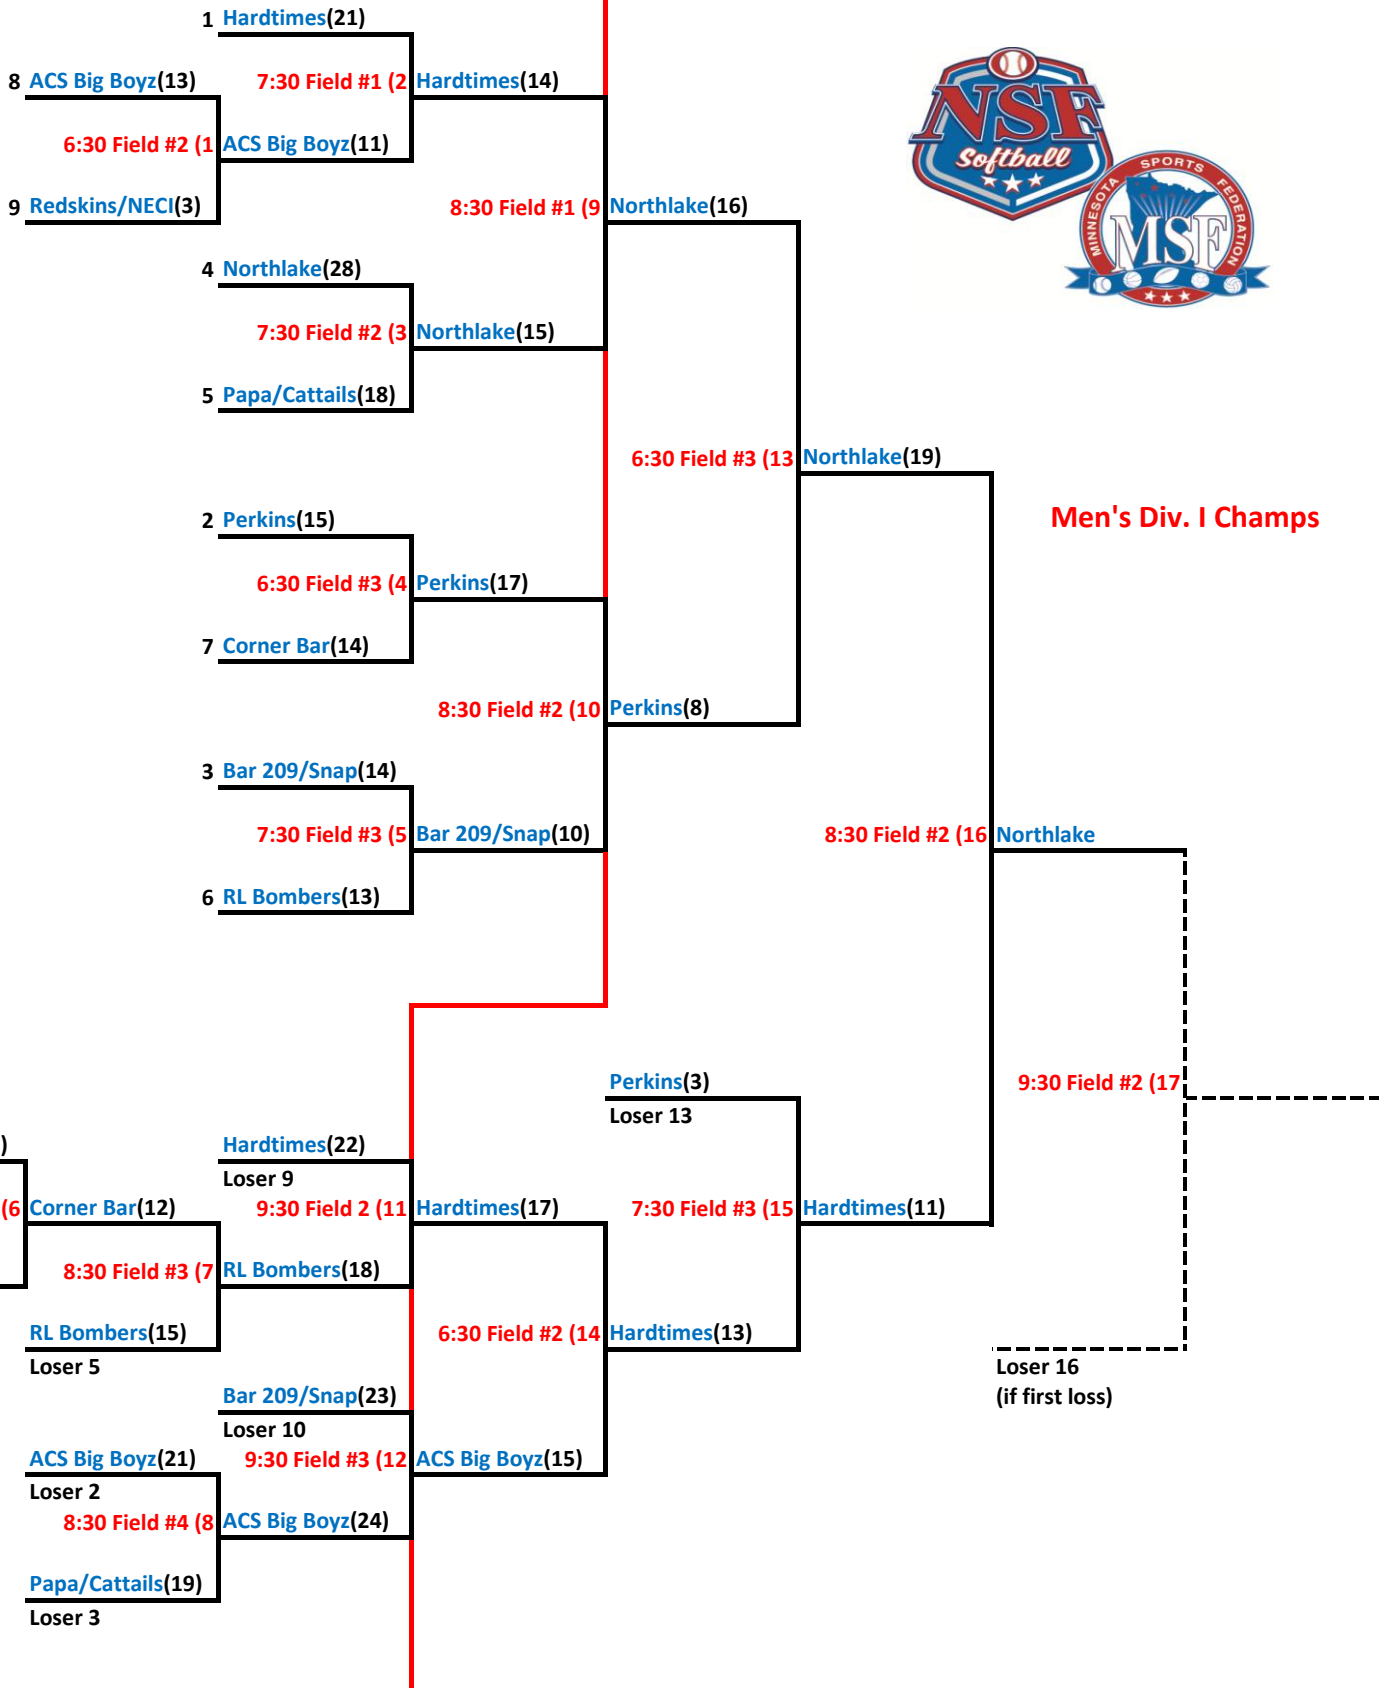 1 Hardtimes(21)
8 ACS Big Boyz(13) 7:30 Field #1 (2 Hardtimes(14)
6:30 Field #2 (1 ACS Big Boyz(11)
9 Redskins/NECI(3) 8:30 Field #1 (9 Northlake(16)
4 Northlake(28)
7:30 Field #2 (3 Northlake(15)
5 Papa/Cattails(18)
6:30 Field #3 (13 Northlake(19)
2 Perkins(15) Men's Div. I Champs
6:30 Field #3 (4 Perkins(17)
7 Corner Bar(14)
8:30 Field #2 (10 Perkins(8)
3 Bar 209/Snap(14)
7:30 Field #3 (5 Bar 209/Snap(10) 8:30 Field #2 (16 Northlake
6 RL Bombers(13)
Perkins(3) 9:30 Field #2 (17
Loser 13
) Hardtimes(22)
Loser 9
(6 Corner Bar(12) 9:30 Field 2 (11 Hardtimes(17) 7:30 Field #3 (15 Hardtimes(11)
8:30 Field #3 (7 RL Bombers(18)
RL Bombers(15) 6:30 Field #2 (14 Hardtimes(13)
Loser 5 Loser 16
Bar 209/Snap(23) (if first loss)
Loser 10
ACS Big Boyz(21) 9:30 Field #3 (12 ACS Big Boyz(15)
Loser 2
8:30 Field #4 (8 ACS Big Boyz(24)
Papa/Cattails(19)
Loser 3
NSF
Softball
MINNESOTA SPORTS FEDERATION
MSF